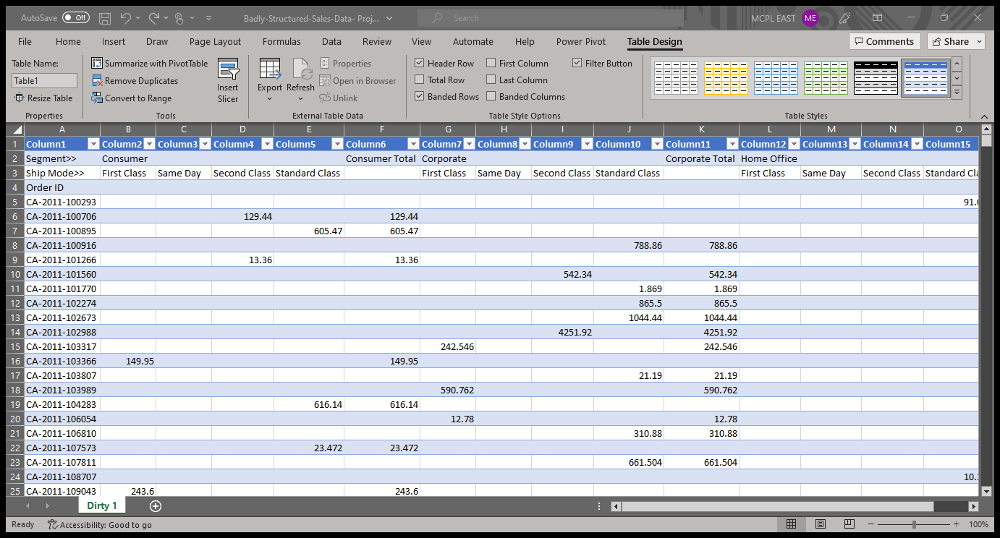 AutoSave Off Badly-Structured-Sales-Data- Proj... Search MCPL EAST ME
File Home Insert Draw Page Layout Formulas Data Review View Automate Help Power Pivot Table Design Comments Share
Table Name: Summarize with PivotTable Properties Header Row First Column Filter Button
Table1 Remove Duplicates Open in Browser Total Row Last Column
Resize Table Convert to Range Insert Slicer Export Refresh Unlink Banded Rows Banded Columns
Properties Tools External Table Data Table Style Options Table Styles
A B C D E F G H I J K L M N O
1 Column1 Column2 Column3 Column4 Column5 Column6 Column7 Column8 Column9 Column10 Column11 Column12 Column13 Column14 Column15
2 Segment>> Consumer Consumer Total Corporate Corporate Total Home Office
3 Ship Mode>> First Class Same Day Second Class Standard Class First Class Same Day Second Class Standard Class First Class Same Day Second Class Standard Cla
4 Order ID
5 CA-2011-100293 91.0
6 CA-2011-100706 129.44 129.44
7 CA-2011-100895 605.47 605.47
8 CA-2011-100916 788.86 788.86
9 CA-2011-101266 13.36 13.36
10 CA-2011-101560 542.34 542.34
11 CA-2011-101770 1.869 1.869
12 CA-2011-102274 865.5 865.5
13 CA-2011-102673 1044.44 1044.44
14 CA-2011-102988 4251.92 4251.92
15 CA-2011-103317 242.546 242.546
16 CA-2011-103366 149.95 149.95
17 CA-2011-103807 21.19 21.19
18 CA-2011-103989 590.762 590.762
19 CA-2011-104283 616.14 616.14
20 CA-2011-106054 12.78 12.78
21 CA-2011-106810 310.88 310.88
22 CA-2011-107573 23.472 23.472
23 CA-2011-107811 661.504 661.504
24 CA-2011-108707 10.
25 CA-2011-109043 243.6 243.6
Dirty 1
Ready Accessibility: Good to go 100%